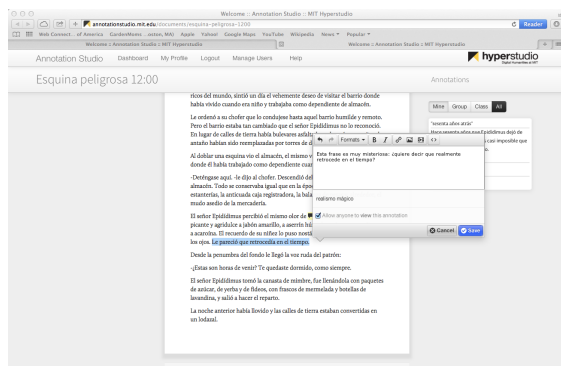 Welcome :: Annotation Studio :: MIT Hyperstudio
annotationstudio.mit.edu/documents/esquina-peligrosa-1200
Reader
Web Connect... of America
GardenMoms ...oston, MA)
Apple
Yahoo!
Google Maps
YouTube
Wikipedia
News
Popular
Welcome :: Annotation Studio :: MIT Hyperstudio
Welcome :: Annotation Studio :: MIT Hyperstudio
Annotation Studio
Dashboard
My Profile
Logout
Manage Users
Help
hyperstudio
Digital Humanities at MIT
Esquina peligrosa 12:00
Annotations
Mine
Group
Class
All
"sesenta años atrás"
ricos del mundo, sintió un día el vehemente deseo de visitar el barrio donde
había vivido cuando era niño y trabajaba como dependiente de almacén.
Le ordenó a su chofer que lo condujese hasta aquel barrio humilde y remoto.
Pero el barrio estaba tan cambiado que el señor Epidídimus no lo reconoció.
En lugar de calles de tierra había bulevares
antaño habían sido reemplazadas por torres de
Al doblar una esquina vio el almacén, el mismo
donde él había trabajado como dependiente
-Deténgase aquí. -le dijo al chofer. Descendió del
almacén. Todo se conservaba igual que en la
estanterías, la anticuada caja registradora, la
mudo asedio de la mercadería.
El señor Epidídimus percibió el mismo olor de
picante y agridulce a jabón amarillo, a aserrín
a acaroína. El recuerdo de su niñez lo puso
los ojos. Le pareció que retrocedía en el tiempo.
Desde la penumbra del fondo le llegó la voz ruda del patrón:
-¿Estas son horas de venir? Te quedaste dormido, como siempre.
El señor Epidídimus tomó la canasta de mimbre, fue llenándola con paquetes
de azúcar, de yerba y de fideos, con frascos de mermelada y botellas de
lavandina, y salió a hacer el reparto.
La noche anterior había llovido y las calles de tierra estaban convertidas en
un lodazal.
Formats
B
I
Esta frase es muy misteriosa: ¿quiere decir que realmente
retrocede en el tiempo?
realismo mágico
Allow anyone to view this annotation
Cancel
Save
Epidídimus dejó de
casi imposible que